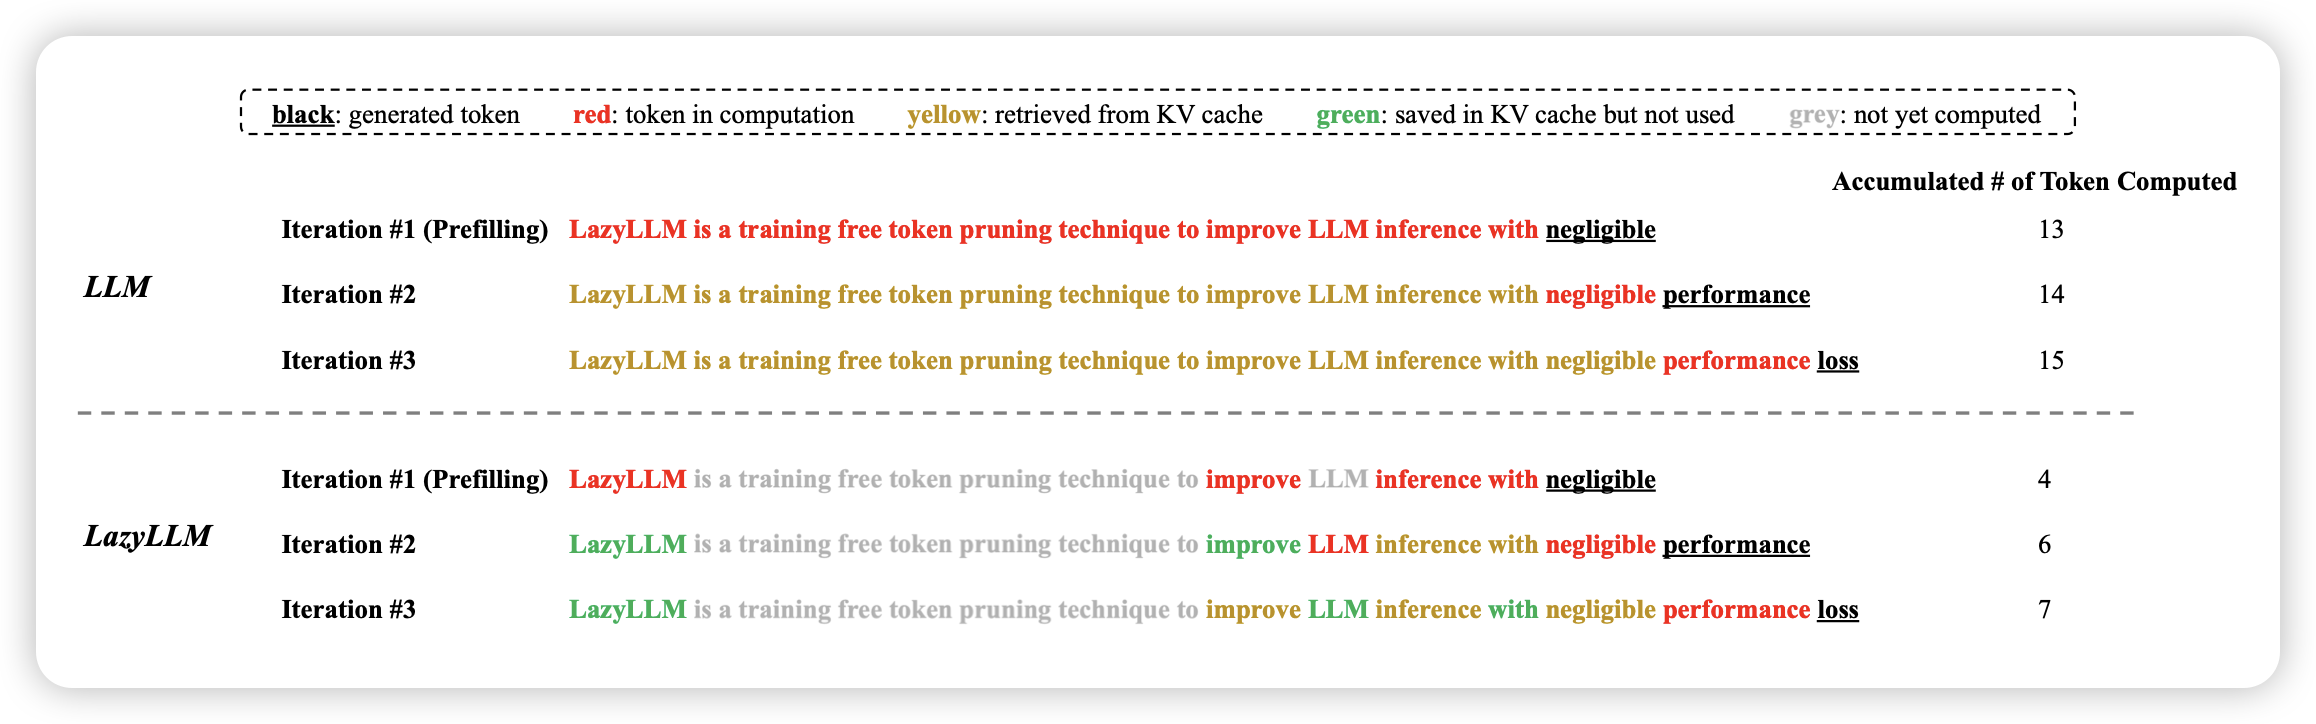 black: generated token red: token in computation yellow: retrieved from KV cache green: saved in KV cache but not used grey: not yet computed
Accumulated # of Token Computed
LLM
Iteration #1 (Prefilling) LazyLLM is a training free token pruning technique to improve LLM inference with negligible 13
Iteration #2 LazyLLM is a training free token pruning technique to improve LLM inference with negligible performance 14
Iteration #3 LazyLLM is a training free token pruning technique to improve LLM inference with negligible performance loss 15
LazyLLM
Iteration #1 (Prefilling) LazyLLM is a training free token pruning technique to improve LLM inference with negligible 4
Iteration #2 LazyLLM is a training free token pruning technique to improve LLM inference with negligible performance 6
Iteration #3 LazyLLM is a training free token pruning technique to improve LLM inference with negligible performance loss 7